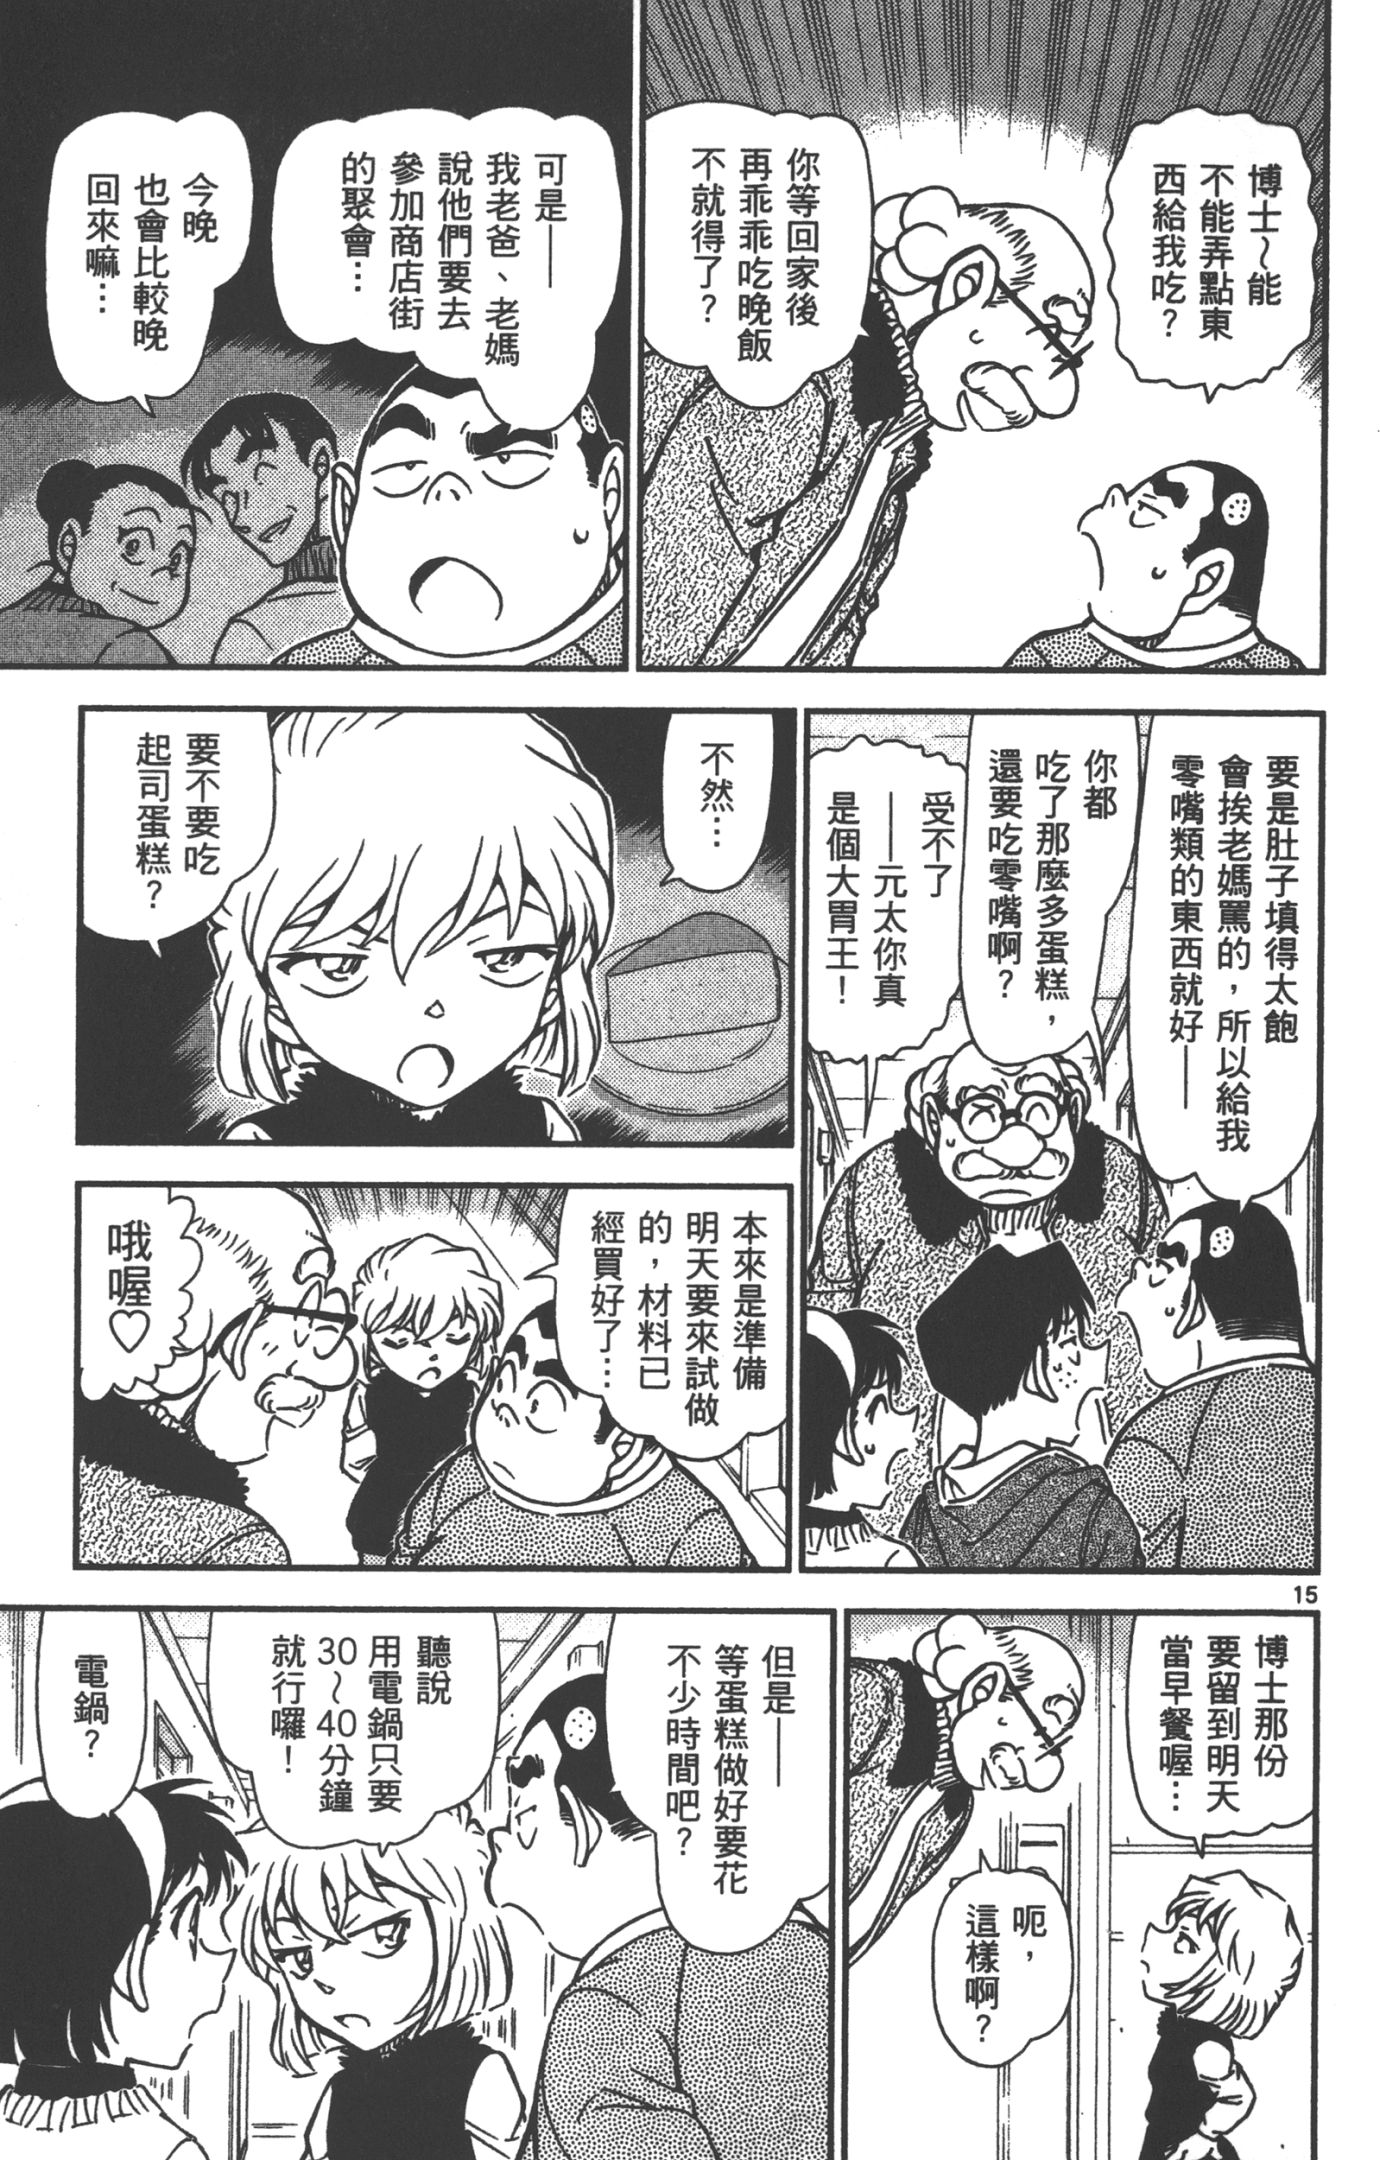 博士～能
不能弄點東
西給我吃？
你等回家後
再乖乖吃晚飯
不就得了？
可是——
我老爸、老媽
說他們要去
參加商店街
的聚會…
今晚
也會比較晚
回來嘛…
要是肚子填得太飽
會挨老媽罵的，所以給我
零嘴類的東西就好——
你都
吃了那麼多蛋糕，
還要吃零嘴啊？
受不了
——元太你真
是個大胃王！
不然…
要不要吃
起司蛋糕？
本來是準備
明天要來試做
的，材料已
經買好了…
哦喔♡
15
博士那份
要留到明天
當早餐喔…
呃，
這樣啊？
但是——
等蛋糕做好要花
不少時間吧？
聽說
用電鍋只要
30～40分鐘
就行囉！
電鍋？